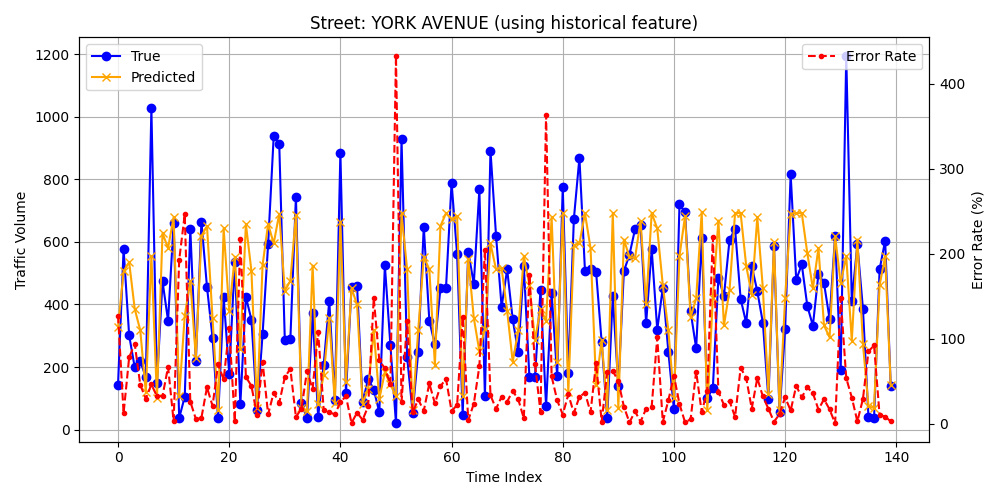 Street: YORK AVENUE (using historical feature)
True
Predicted
Error Rate
Traffic Volume
1200
1000
800
600
400
200
0
400
300
200
100
0
Error Rate (%)
0 20 40 60 80 100 120 140
Time Index